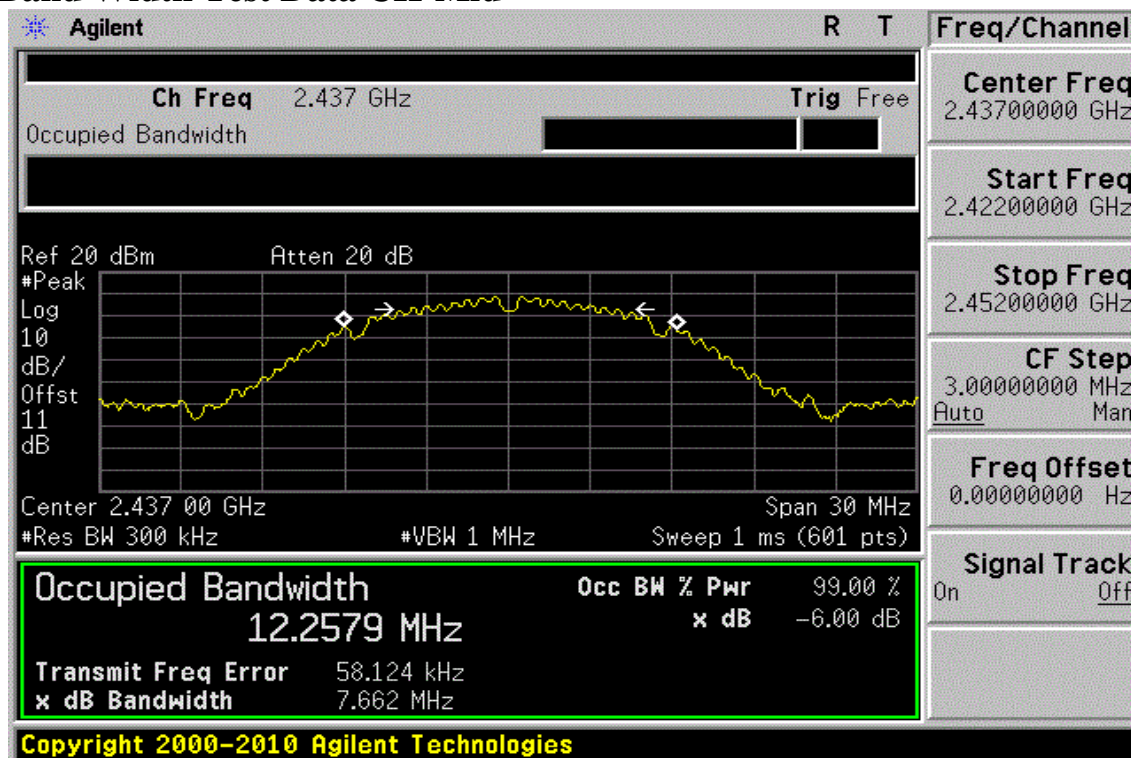 Agilent R T
Freq/Channel
Ch Freq 2.437 GHz Trig Free
Occupied Bandwidth
Center Freq
2.43700000 GHz
Start Freq
2.42200000 GHz
Stop Freq
2.45200000 GHz
CF Step
3.00000000 MHz
Auto Man
Freq Offset
0.00000000 Hz
Signal Track
On Off
Ref 20 dBm Atten 20 dB
#Peak
Log
10
dB/
Offst
11
dB
Center 2.437 00 GHz Span 30 MHz
#Res BW 300 kHz #VBW 1 MHz Sweep 1 ms (601 pts)
Occupied Bandwidth Occ BW % Pwr 99.00 %
12.2579 MHz x dB -6.00 dB
Transmit Freq Error 58.124 kHz
x dB Bandwidth 7.662 MHz
Copyright 2000-2010 Agilent Technologies